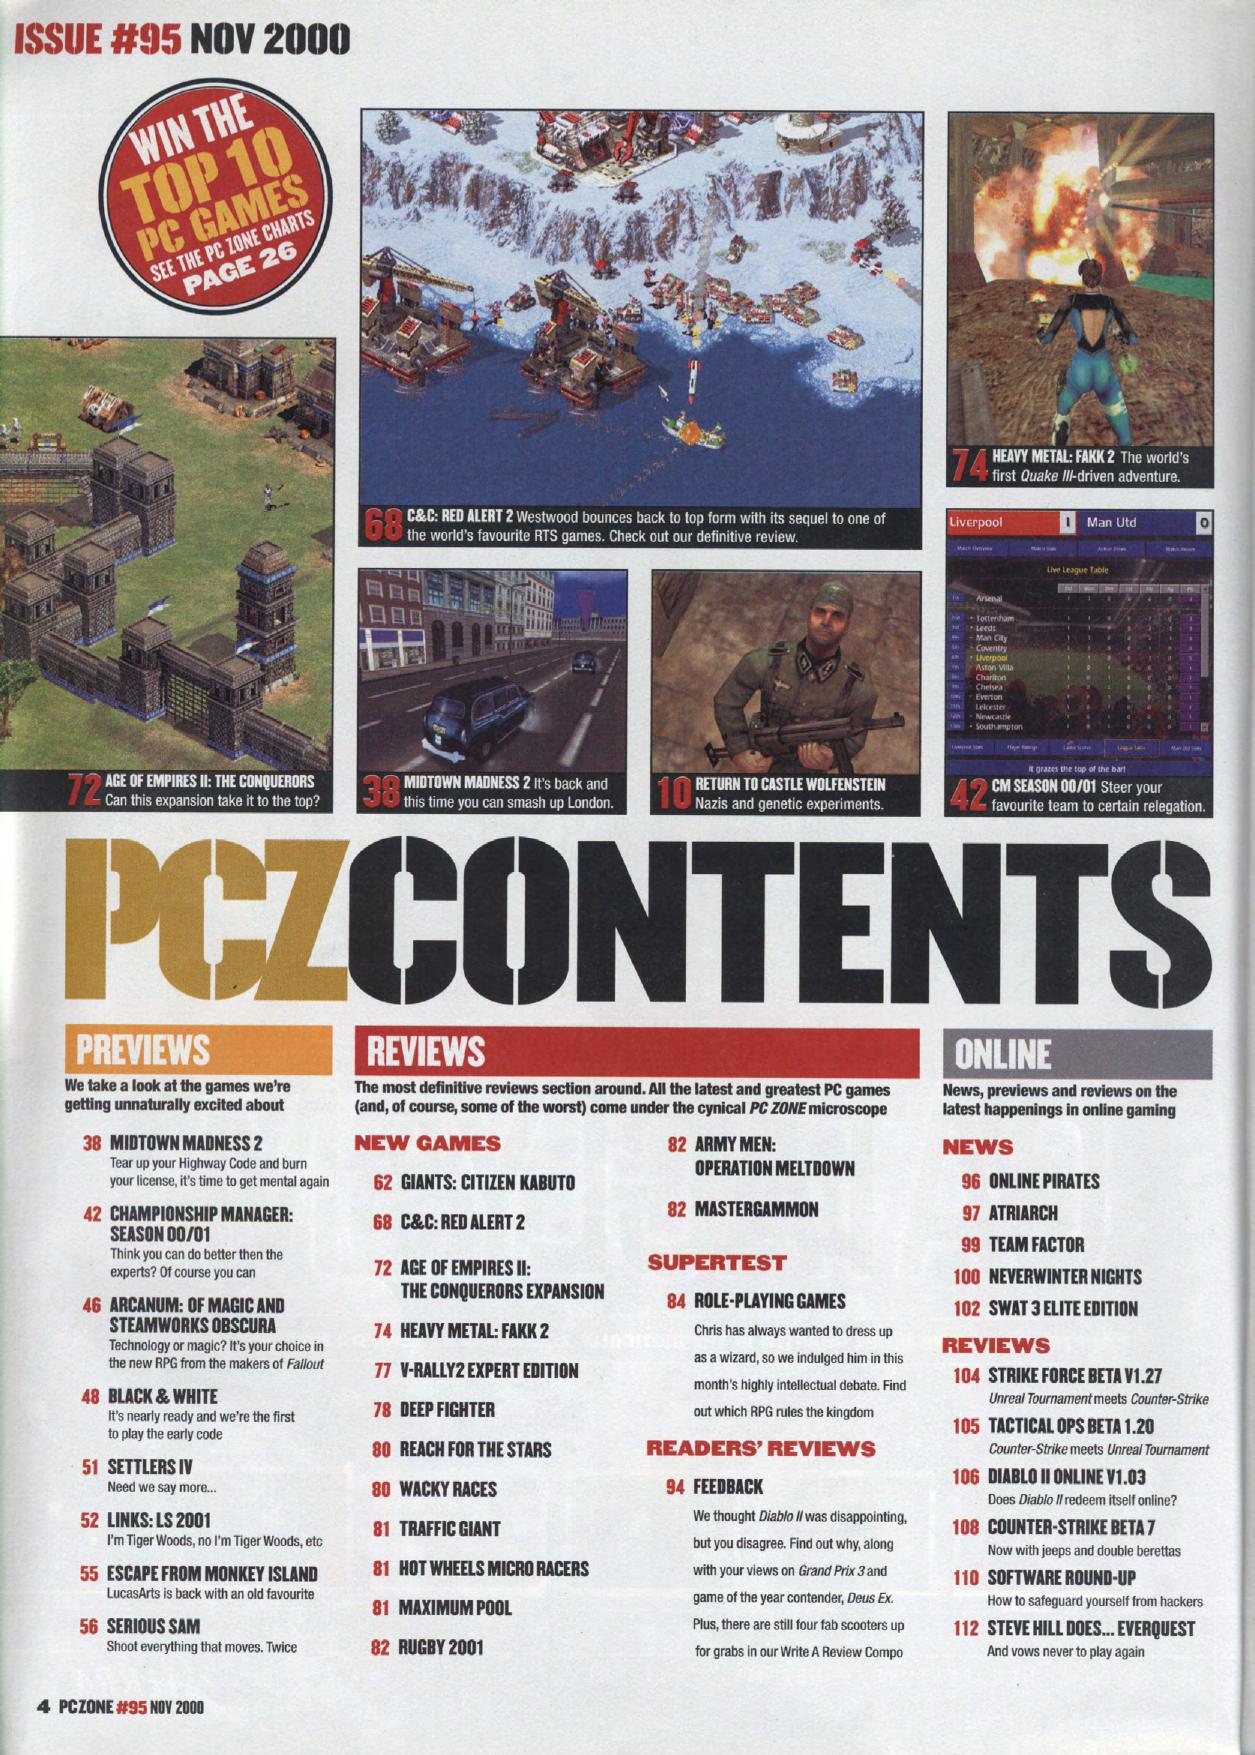 ISSUE #95 NOV 2000
WIN THE
TOP 10
PC GAMES
SEE THE PC ZONE CHARTS
PAGE 26
68 C&C: RED ALERT 2 Westwood bounces back to top form with its sequel to one of
the world's favourite RTS games. Check out our definitive review.
74 HEAVY METAL: FAKK 2 The world's
first Quake III-driven adventure.
Liverpool 1 Man Utd 0
Live League Table
Arsenal
Tottenham
Leeds
Man City
Coventry
Liverpool
Aston Villa
Charlton
Chelsea
Everton
Leicester
Newcastle
Southampton
It grazes the top of the bar!
72 AGE OF EMPIRES II: THE CONQUERORS
Can this expansion take it to the top?
38 MIDTOWN MADNESS 2 It's back and
this time you can smash up London.
10 RETURN TO CASTLE WOLFENSTEIN
Nazis and genetic experiments.
42 CM SEASON 00/01 Steer your
favourite team to certain relegation.
PCZCONTENTS
PREVIEWS
We take a look at the games we're
getting unnaturally excited about
38 MIDTOWN MADNESS 2
Tear up your Highway Code and burn
your license, it's time to get mental again
42 CHAMPIONSHIP MANAGER:
SEASON 00/01
Think you can do better then the
experts? Of course you can
46 ARCANUM: OF MAGIC AND
STEAMWORKS OBSCURA
Technology or magic? It's your choice in
the new RPG from the makers of Fallout
48 BLACK & WHITE
It's nearly ready and we're the first
to play the early code
51 SETTLERS IV
Need we say more...
52 LINKS: LS 2001
I'm Tiger Woods, no I'm Tiger Woods, etc
55 ESCAPE FROM MONKEY ISLAND
LucasArts is back with an old favourite
56 SERIOUS SAM
Shoot everything that moves. Twice
REVIEWS
The most definitive reviews section around. All the latest and greatest PC games
(and, of course, some of the worst) come under the cynical PC ZONE microscope
NEW GAMES
62 GIANTS: CITIZEN KABUTO
68 C&C: RED ALERT 2
72 AGE OF EMPIRES II:
THE CONQUERORS EXPANSION
74 HEAVY METAL: FAKK 2
77 V-RALLY2 EXPERT EDITION
78 DEEP FIGHTER
80 REACH FOR THE STARS
80 WACKY RACES
81 TRAFFIC GIANT
81 HOT WHEELS MICRO RACERS
81 MAXIMUM POOL
82 RUGBY 2001
82 ARMY MEN:
OPERATION MELTDOWN
82 MASTERGAMMON
SUPERTEST
84 ROLE-PLAYING GAMES
Chris has always wanted to dress up
as a wizard, so we indulged him in this
month's highly intellectual debate. Find
out which RPG rules the kingdom
READERS' REVIEWS
94 FEEDBACK
We thought Diablo II was disappointing,
but you disagree. Find out why, along
with your views on Grand Prix 3 and
game of the year contender, Deus Ex.
Plus, there are still four fab scooters up
for grabs in our Write A Review Compo
ONLINE
News, previews and reviews on the
latest happenings in online gaming
NEWS
96 ONLINE PIRATES
97 ATRIARCH
99 TEAM FACTOR
100 NEVERWINTER NIGHTS
102 SWAT 3 ELITE EDITION
REVIEWS
104 STRIKE FORCE BETA V1.27
Unreal Tournament meets Counter-Strike
105 TACTICAL OPS BETA 1.20
Counter-Strike meets Unreal Tournament
106 DIABLO II ONLINE V1.03
Does Diablo II redeem itself online?
108 COUNTER-STRIKE BETA 7
Now with jeeps and double berettas
110 SOFTWARE ROUND-UP
How to safeguard yourself from hackers
112 STEVE HILL DOES... EVERQUEST
And vows never to play again
4 PCZONE #95 NOV 2000